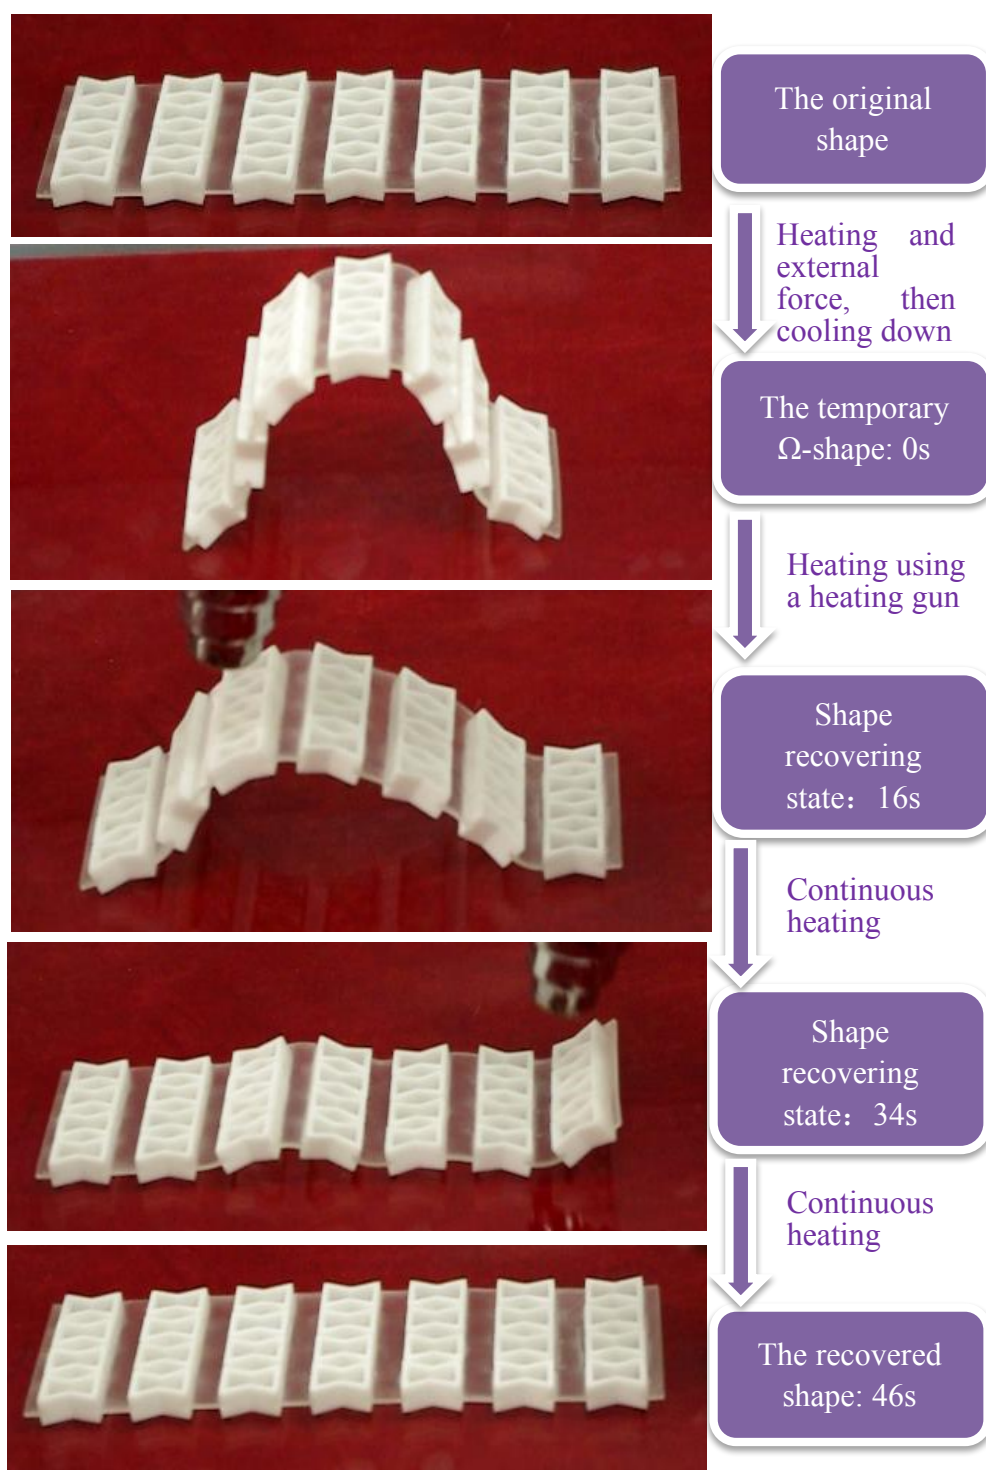 The original
shape
Heating and
external
force, then
cooling down
The temporary
Ω-shape: 0s
Heating using
a heating gun
Shape
recovering
state： 16s
Continuous
heating
Shape
recovering
state： 34s
Continuous
heating
The recovered
shape: 46s